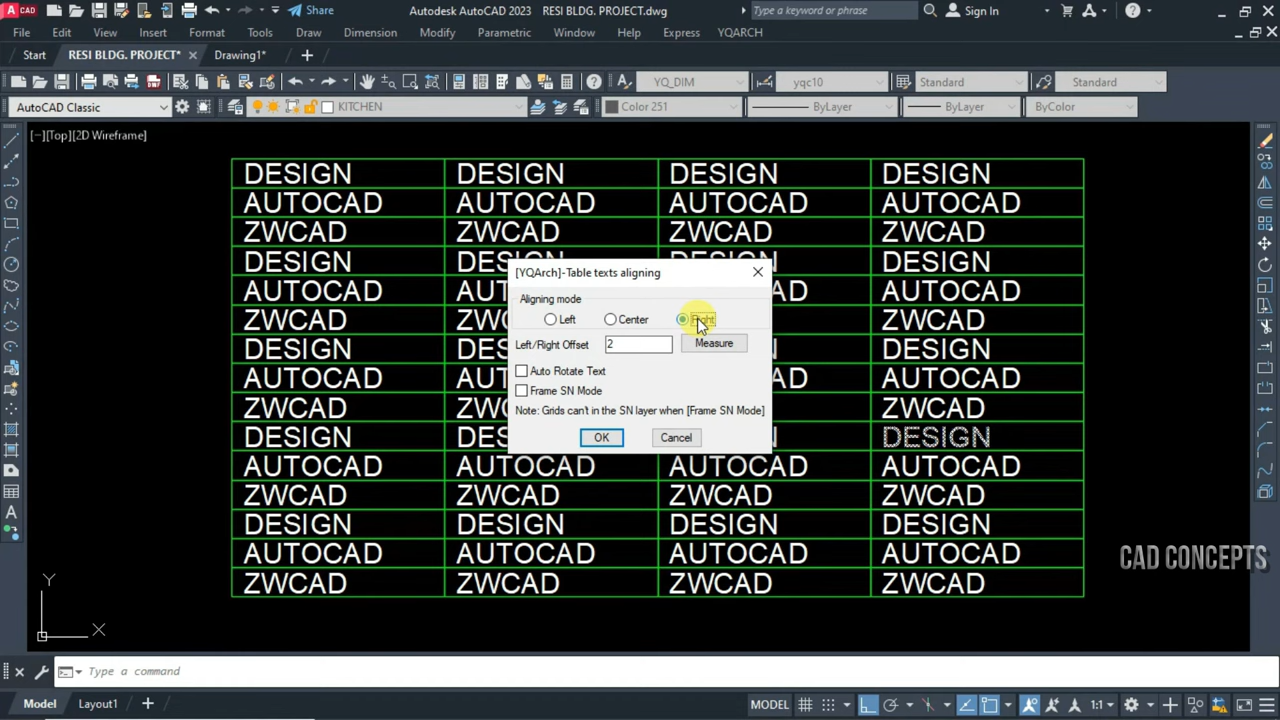 CAD Share Autodesk AutoCAD 2023 RESI BLDG. PROJECT.dwg Type a keyword or phrase Sign In
File Edit View Insert Format Tools Draw Dimension Modify Parametric Window Help Express YQARCH
Start RESI BLDG. PROJECT* Drawing1*
YQ_DIM yqc10 Standard Standard
AutoCAD Classic KITCHEN Color 251 ByLayer ByLayer ByColor
[−][Top][2D Wireframe]
DESIGN DESIGN DESIGN DESIGN
AUTOCAD AUTOCAD AUTOCAD AUTOCAD
ZWCAD ZWCAD ZWCAD ZWCAD
DESIGN DESIGN DESIGN DESIGN
AUTOCAD AUTOCAD
ZWCAD ZWCAD
DESIGN DESIGN
AUTOCAD AUTOCAD
ZWCAD ZWCAD
DESIGN DESIGN
AUTOCAD AUTOCAD AUTOCAD AUTOCAD
ZWCAD ZWCAD ZWCAD ZWCAD
DESIGN DESIGN DESIGN DESIGN
AUTOCAD AUTOCAD AUTOCAD AUTOCAD
ZWCAD ZWCAD ZWCAD ZWCAD
[YQArch]-Table texts aligning
Aligning mode
Left Center Right
Left/Right Offset 2 Measure
Auto Rotate Text
Frame SN Mode
Note: Grids can't in the SN layer when [Frame SN Mode]
OK Cancel
CAD CONCEPTS
Y
X
Type a command
Model Layout1 MODEL 1:1